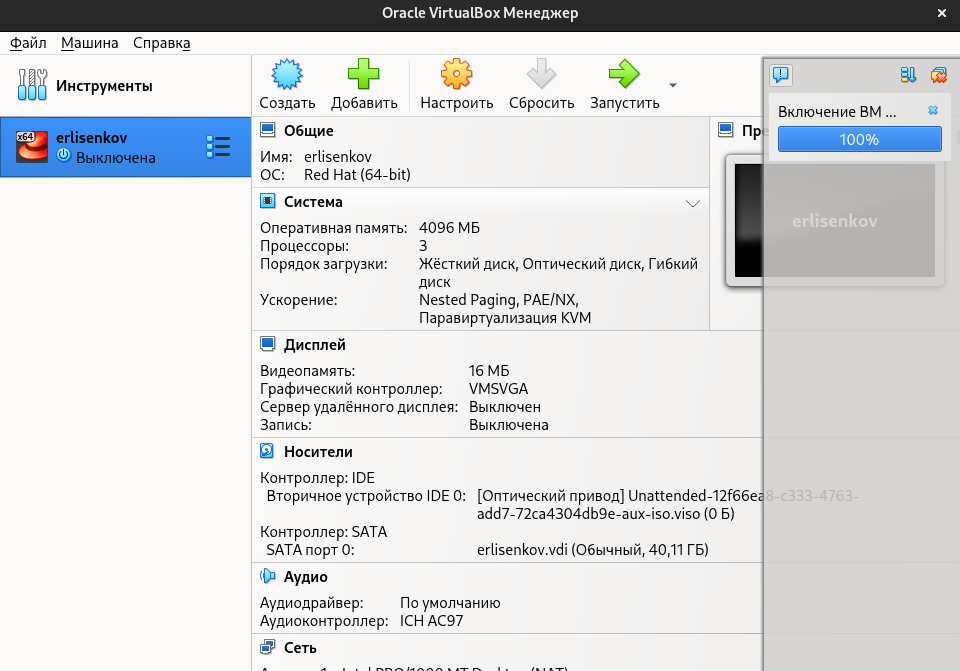 Oracle VirtualBox Менеджер
Файл Машина Справка
Инструменты
Создать Добавить Настроить Сбросить Запустить
x64
erlisenkov
Выключена
Общие
Имя: erlisenkov
ОС: Red Hat (64-bit)
Система
Оперативная память: 4096 МБ
Процессоры: 3
Порядок загрузки: Жёсткий диск, Оптический диск, Гибкий
диск
Ускорение: Nested Paging, PAE/NX,
Паравиртуализация KVM
Пре
erlisenkov
Включение ВМ ...
100%
Дисплей
Видеопамять: 16 МБ
Графический контроллер: VMSVGA
Сервер удалённого дисплея: Выключен
Запись: Выключена
Носители
Контроллер: IDE
Вторичное устройство IDE 0: [Оптический привод] Unattended-12f66ea8-c333-4763-
add7-72ca4304db9e-aux-iso.viso (0 Б)
Контроллер: SATA
SATA порт 0: erlisenkov.vdi (Обычный, 40,11 ГБ)
Аудио
Аудиодрайвер: По умолчанию
Аудиоконтроллер: ICH AC97
Сеть